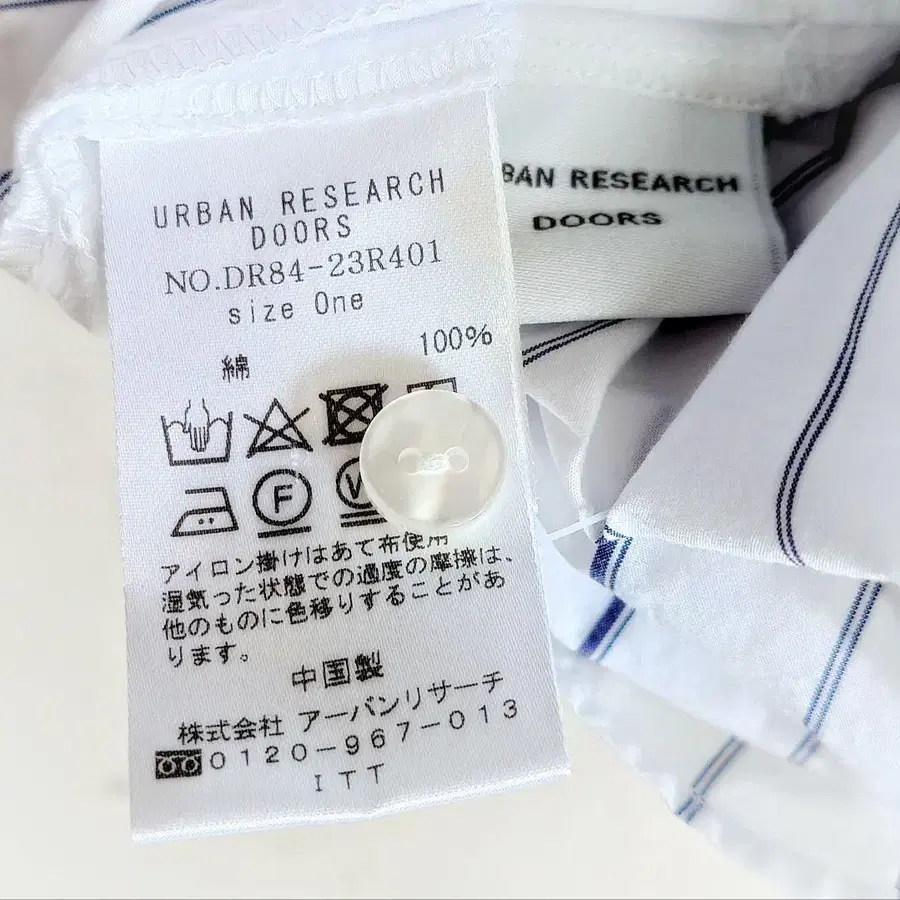 URBAN RESEARCH
DOORS
NO.DR84-23R401
size One
綿 100%
F
アイロン掛けはあて布使用
湿気った状態での過度の摩擦は、
他のものに色移りすることがあ
ります。
中国製
株式会社 アーバンリサーチ
0120-967-013
ITT
BAN RESEARCH
DOORS